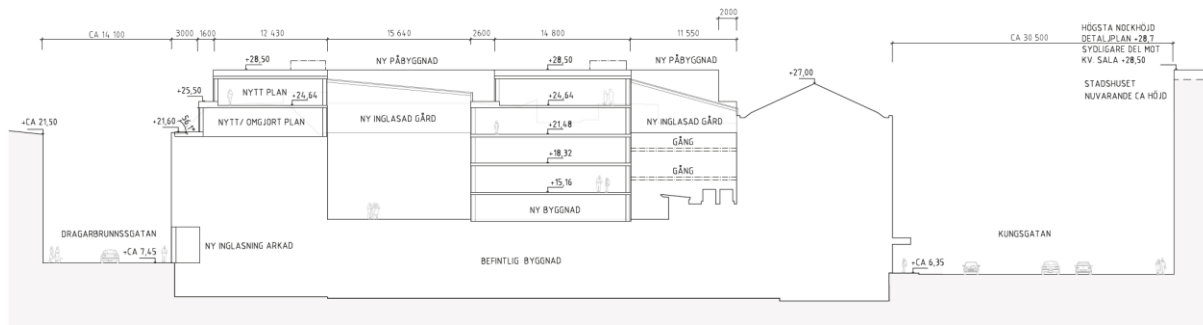 2000
CA 14 100
3000
1600
12 430
15 640
2600
14 800
11 550
CA 30 500
HÖGSTA NOCKHÖJD
DETALJPLAN +28,7
SYDLIGARE DEL MOT
KV. SALA +28,50
STADSHUSET
NUVARANDE CA HÖJD
+28,50
NY PÅBYGGNAD
+28,50
NY PÅBYGGNAD
+27,00
NYTT PLAN
+25,50
+24,64
+24,64
NYTT/ OMGJORT PLAN
NY INGLASAD GÅRD
NY INGLASAD GÅRD
+CA 21,50
+21,60
56,1°
+21,48
GÅNG
+18,32
GÅNG
+15,16
NY BYGGNAD
DRAGARBRUNNSGATAN
NY INGLASNING ARKAD
KUNGSGATAN
+CA 7,45
BEFINTLIG BYGGNAD
+CA 6,35